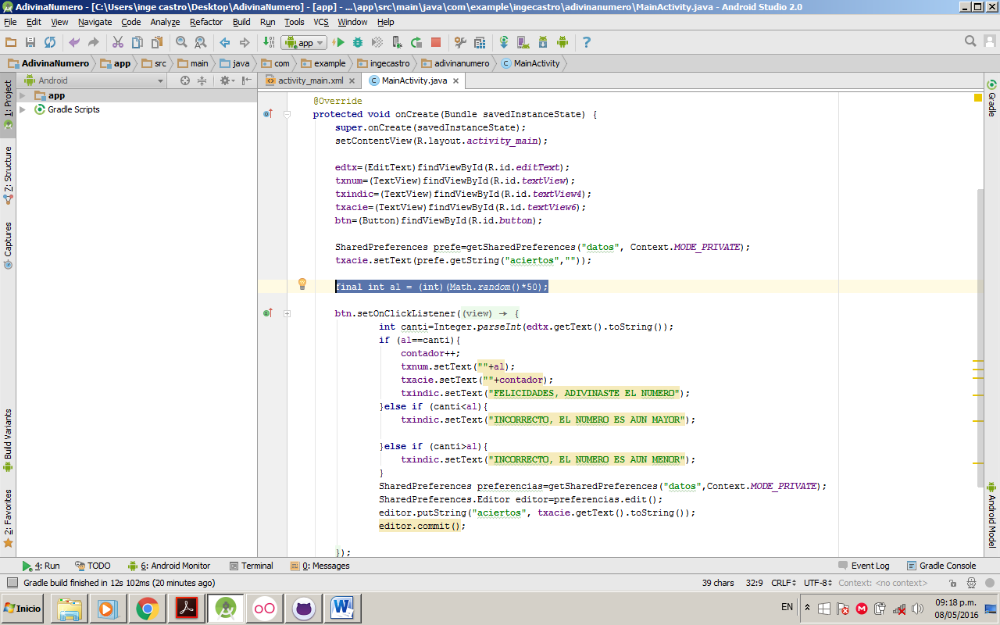 AdivinaNumero - [C:\Users\inge castro\Desktop\AdivinaNumero] - [app] - ...\app\src\main\java\com\example\ingecastro\adivinanumero\MainActivity.java - Android Studio 2.0
File Edit View Navigate Code Analyze Refactor Build Run Tools VCS Window Help
app
AdivinaNumero app src main java com example ingecastro adivinanumero MainActivity
Android
activity_main.xml MainActivity.java
1: Project
7: Structure
Captures
Build Variants
2: Favorites
app
Gradle Scripts
@Override
protected void onCreate(Bundle savedInstanceState) {
super.onCreate(savedInstanceState);
setContentView(R.layout.activity_main);
edtx=(EditText)findViewById(R.id.editText);
txnum=(TextView)findViewById(R.id.textView);
txindic=(TextView)findViewById(R.id.textView4);
txacie=(TextView)findViewById(R.id.textView6);
btn=(Button)findViewById(R.id.button);
SharedPreferences prefe=getSharedPreferences("datos", Context.MODE_PRIVATE);
txacie.setText(prefe.getString("aciertos",""));
final int al = (int)(Math.random()*50);
btn.setOnClickListener((view) → {
int canti=Integer.parseInt(edtx.getText().toString());
if (al==canti){
contador++;
txnum.setText(""+al);
txacie.setText(""+contador);
txindic.setText("FELICIDADES, ADIVINASTE EL NUMERO");
}else if (canti<al){
txindic.setText("INCORRECTO, EL NUMERO ES AUN MAYOR");
}else if (canti>al){
txindic.setText("INCORRECTO, EL NUMERO ES AUN MENOR");
}
SharedPreferences preferencias=getSharedPreferences("datos",Context.MODE_PRIVATE);
SharedPreferences.Editor editor=preferencias.edit();
editor.putString("aciertos", txacie.getText().toString());
editor.commit();
});
Gradle
Android Model
4: Run TODO 6: Android Monitor Terminal 0: Messages Event Log Gradle Console
Gradle build finished in 12s 102ms (20 minutes ago) 39 chars 32:9 CRLF UTF-8 Context: <no context>
Inicio EN 09:18 p.m.
08/05/2016